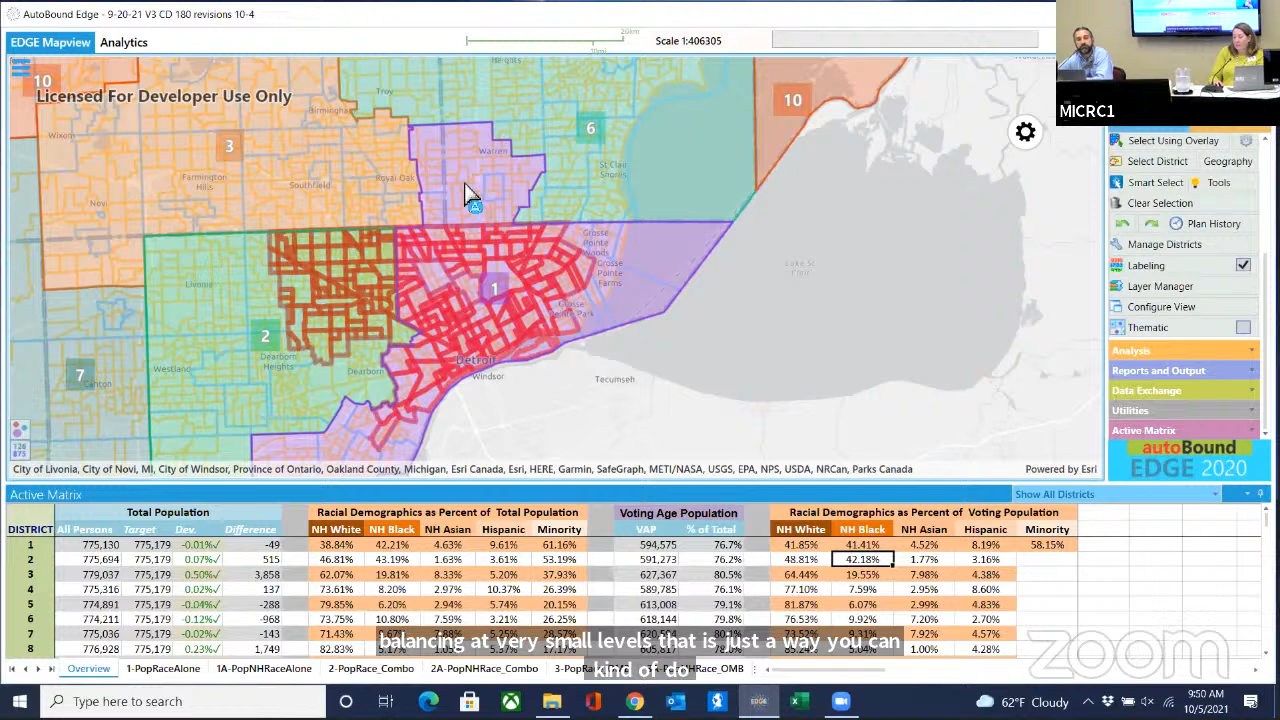 AutoBound Edge - 9-20-21 V3 CD 180 revisions 10-4
EDGE Mapview Analytics
Scale 1:406305
MICRC1
Licensed For Developer Use Only
10
10
3
6
1
2
7
Troy
Heights
Birmingham
Wixom
Warren
Farmington Hills
Southfield
Royal Oak
St Clair Shores
Novi
Livonia
Grosse Pointe Woods
Grosse Pointe Farms
Grosse Pointe Park
Lake St Clair
Detroit
Windsor
Dearborn Heights
Dearborn
Westland
Canton
Tecumseh
126
875
City of Livonia, City of Novi, MI, City of Windsor, Province of Ontario, Oakland County, Michigan, Esri Canada, Esri, HERE, Garmin, SafeGraph, METI/NASA, USGS, EPA, NPS, USDA, NRCan, Parks Canada
Powered by Esri
Select Using Overlay
Select District Geography
Smart Select Tools
Clear Selection
Plan History
Manage Districts
Labeling
Layer Manager
Configure View
Thematic
Analysis
Reports and Output
Data Exchange
Utilities
Active Matrix
autoBound
EDGE 2020
Active Matrix Show All Districts
Total Population Racial Demographics as Percent of Total Population Voting Age Population Racial Demographics as Percent of Voting Population
DISTRICT All Persons Target Dev. Difference NH White NH Black NH Asian Hispanic Minority VAP % of Total NH White NH Black NH Asian Hispanic Minority
1 775,130 775,179 -0.01%✓ -49 38.84% 42.21% 4.63% 9.61% 61.16% 594,575 76.7% 41.85% 41.41% 4.52% 8.19% 58.15%
2 775,694 775,179 0.07%✓ 515 46.81% 43.19% 1.63% 3.61% 53.19% 591,273 76.2% 48.81% 42.18% 1.77% 3.16%
3 779,037 775,179 0.50%✓ 3,858 62.07% 19.81% 8.33% 5.20% 37.93% 627,367 80.5% 64.44% 19.55% 7.98% 4.38%
4 775,316 775,179 0.02%✓ 137 73.61% 8.20% 2.97% 10.37% 26.39% 589,785 76.1% 77.10% 7.59% 2.95% 8.60%
5 774,891 775,179 -0.04%✓ -288 79.85% 6.20% 2.94% 5.74% 20.15% 613,008 79.1% 81.87% 6.07% 2.99% 4.83%
6 774,211 775,179 -0.12%✓ -968 73.75% 10.80% 7.59% 3.21% 26.25% 618,144 79.8% 76.53% 9.92% 7.20% 2.70%
7 775,036 775,179 -0.02%✓ -143 71.43% 7.92% 4.57%
8 776,928 775,179 0.23%✓ 1,749 82.83% 1.00% 4.28%
balancing at very small levels that is just a way you can
kind of do
Overview 1-PopRaceAlone 1A-PopNHRaceAlone 2-PopRace_Combo 2A-PopNHRace_Combo
zoom
Type here to search
62°F Cloudy
9:50 AM
10/5/2021